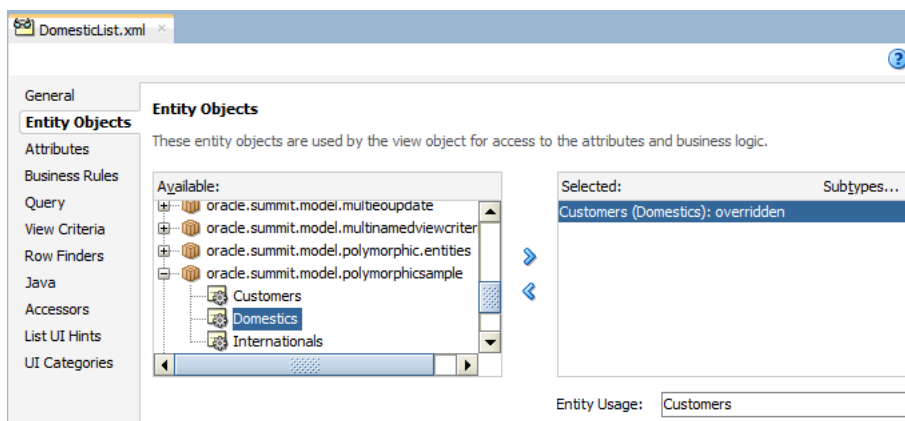 DomesticList.xml
General
Entity Objects
Attributes
Business Rules
Query
View Criteria
Row Finders
Java
Accessors
List UI Hints
UI Categories
Entity Objects
These entity objects are used by the view object for access to the attributes and business logic.
Available:
oracle.summit.model.multieoupdate
oracle.summit.model.multinamedviewcriter
oracle.summit.model.polymorphic.entities
oracle.summit.model.polymorphicsample
Customers
Domestics
Internationals
Selected:
Subtypes...
Customers (Domestics): overridden
Entity Usage:
Customers